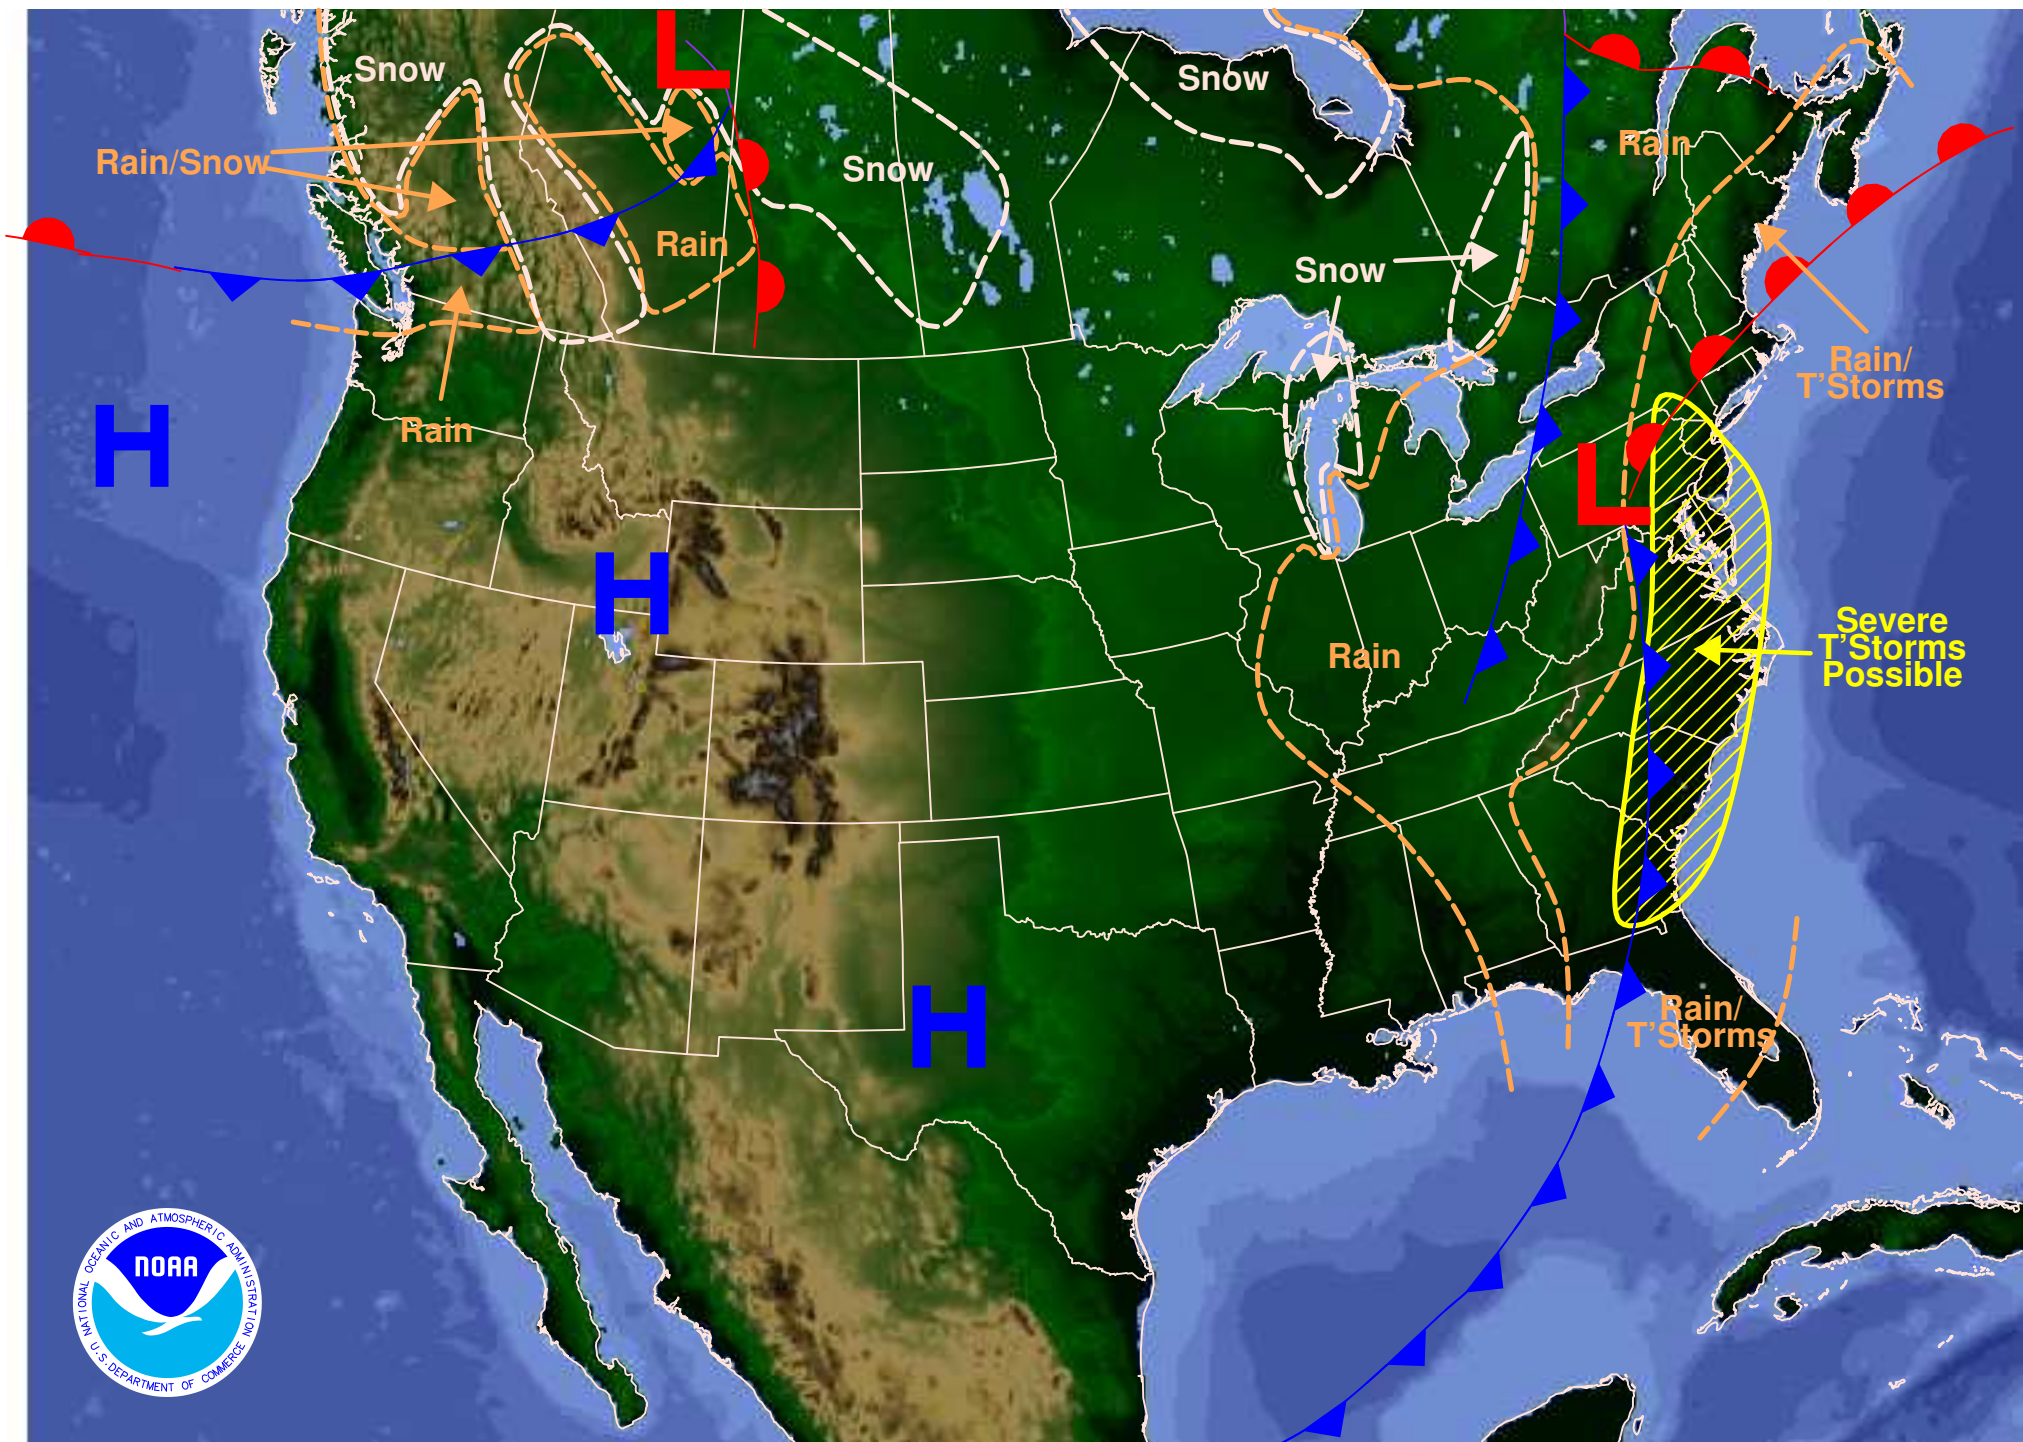 L
Snow
Snow
Rain
Rain/Snow
Snow
Rain
Snow
Rain/
T'Storms
H
Rain
L
H
Severe
T'Storms
Possible
Rain
H
Rain/
T'Storms
NATIONAL OCEANIC AND ATMOSPHERIC ADMINISTRATION
NOAA
U.S. DEPARTMENT OF COMMERCE